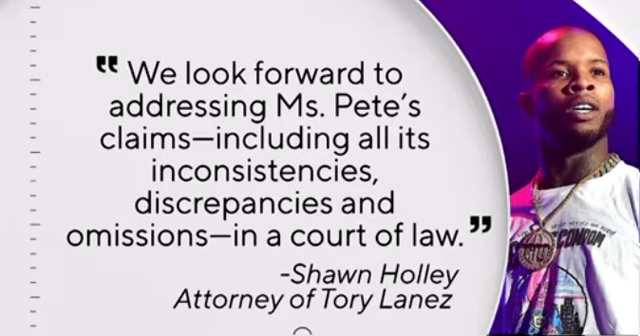 “We look forward to
addressing Ms. Pete’s
claims—including all its
inconsistencies,
discrepancies and
omissions—in a court of law.”
-Shawn Holley
Attorney of Tory Lanez